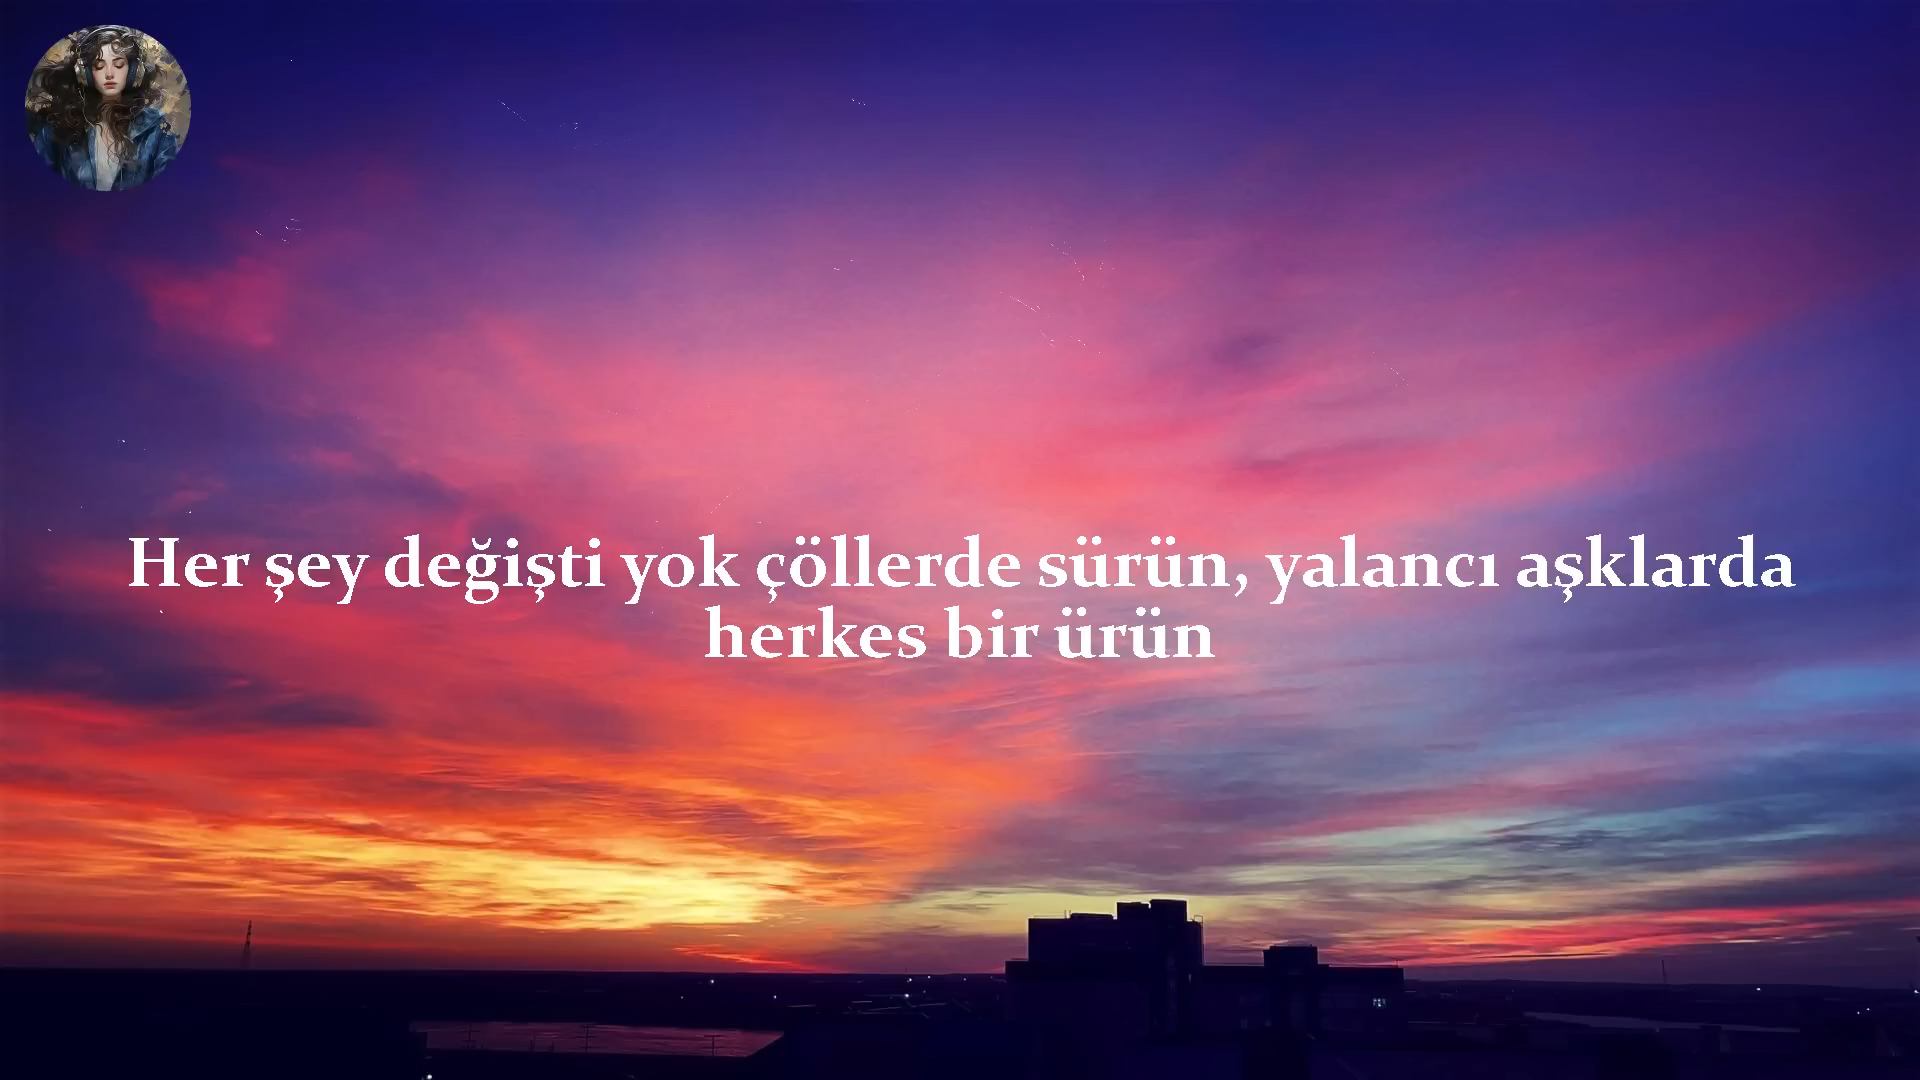 Her şey değişti yok çöllerde sürün, yalancı aşklarda
herkes bir ürün